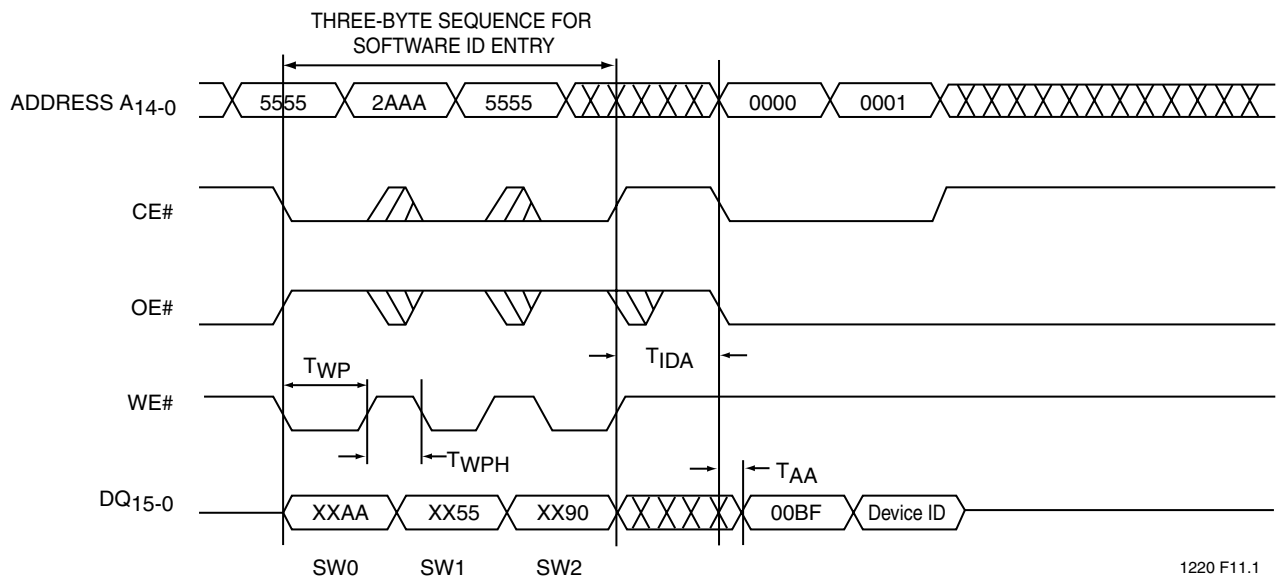 THREE-BYTE SEQUENCE FOR
SOFTWARE ID ENTRY
ADDRESS A14-0
5555 2AAA 5555 0000 0001
CE#
OE#
TIDA
TWP
WE#
TWPH
TAA
DQ15-0
XXAA XX55 XX90 00BF Device ID
SW0 SW1 SW2
1220 F11.1